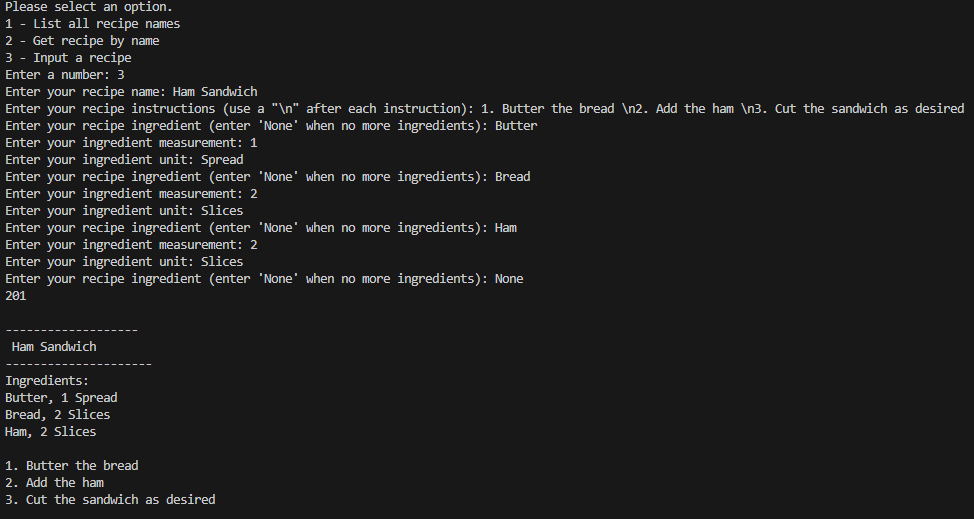 Please select an option.
1 - List all recipe names
2 - Get recipe by name
3 - Input a recipe
Enter a number: 3
Enter your recipe name: Ham Sandwich
Enter your recipe instructions (use a "\n" after each instruction): 1. Butter the bread \n2. Add the ham \n3. Cut the sandwich as desired
Enter your recipe ingredient (enter 'None' when no more ingredients): Butter
Enter your ingredient measurement: 1
Enter your ingredient unit: Spread
Enter your recipe ingredient (enter 'None' when no more ingredients): Bread
Enter your ingredient measurement: 2
Enter your ingredient unit: Slices
Enter your recipe ingredient (enter 'None' when no more ingredients): Ham
Enter your ingredient measurement: 2
Enter your ingredient unit: Slices
Enter your recipe ingredient (enter 'None' when no more ingredients): None
201

-------------------
 Ham Sandwich
---------------------
Ingredients:
Butter, 1 Spread
Bread, 2 Slices
Ham, 2 Slices

1. Butter the bread
2. Add the ham
3. Cut the sandwich as desired